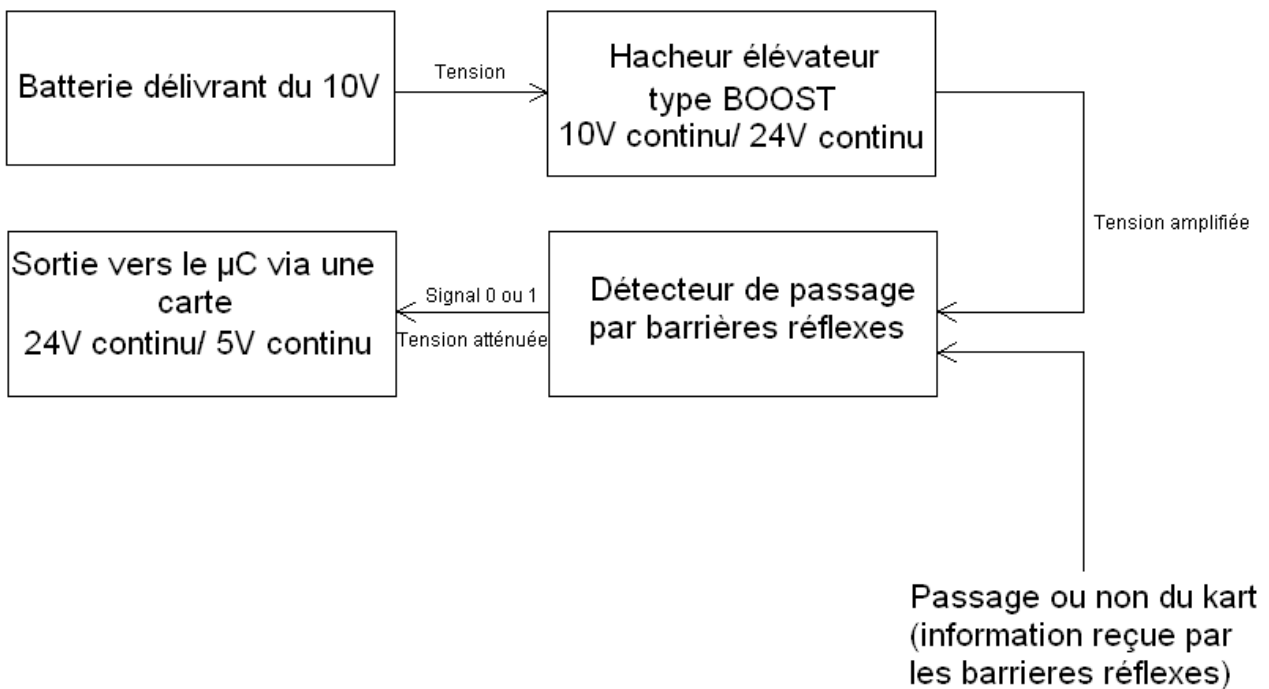 Batterie délivrant du 10V
Tension
Hacheur élévateur
type BOOST
10V continu/ 24V continu
Tension amplifiée
Sortie vers le µC via une
carte
24V continu/ 5V continu
Signal 0 ou 1
Tension atténuée
Détecteur de passage
par barrières réflexes
Passage ou non du kart
(information reçue par
les barrieres réflexes)